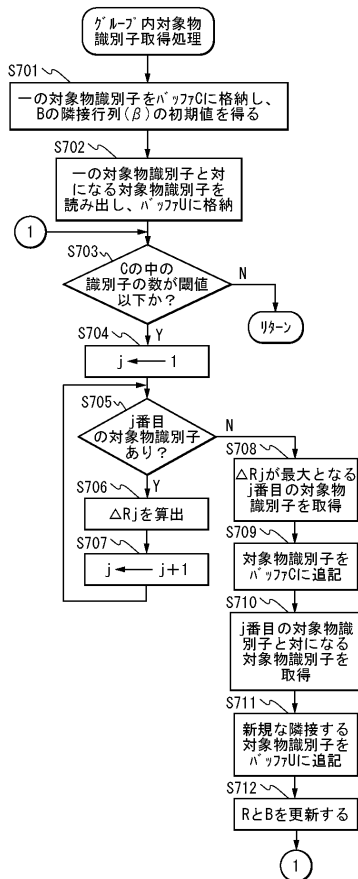 グループ内対象物
識別子取得処理
S701
一の対象物識別子をバッファCに格納し、
Bの隣接行列(β)の初期値を得る
S702
一の対象物識別子と対
になる対象物識別子を
読み出し、バッファUに格納
1
S703
Cの中の
識別子の数が閾値
以下か？
N
リターン
Y
S704
j ← 1
S705
j番目
の対象物識別子
あり？
N
Y
S706
△Rjを算出
S707
j ← j+1
S708
△Rjが最大となる
j番目の対象物
識別子を取得
S709
対象物識別子を
バッファCに追記
S710
j番目の対象物識
別子と対になる
対象物識別子を
取得
S711
新規な隣接する
対象物識別子を
バッファUに追記
S712
RとBを更新する
1